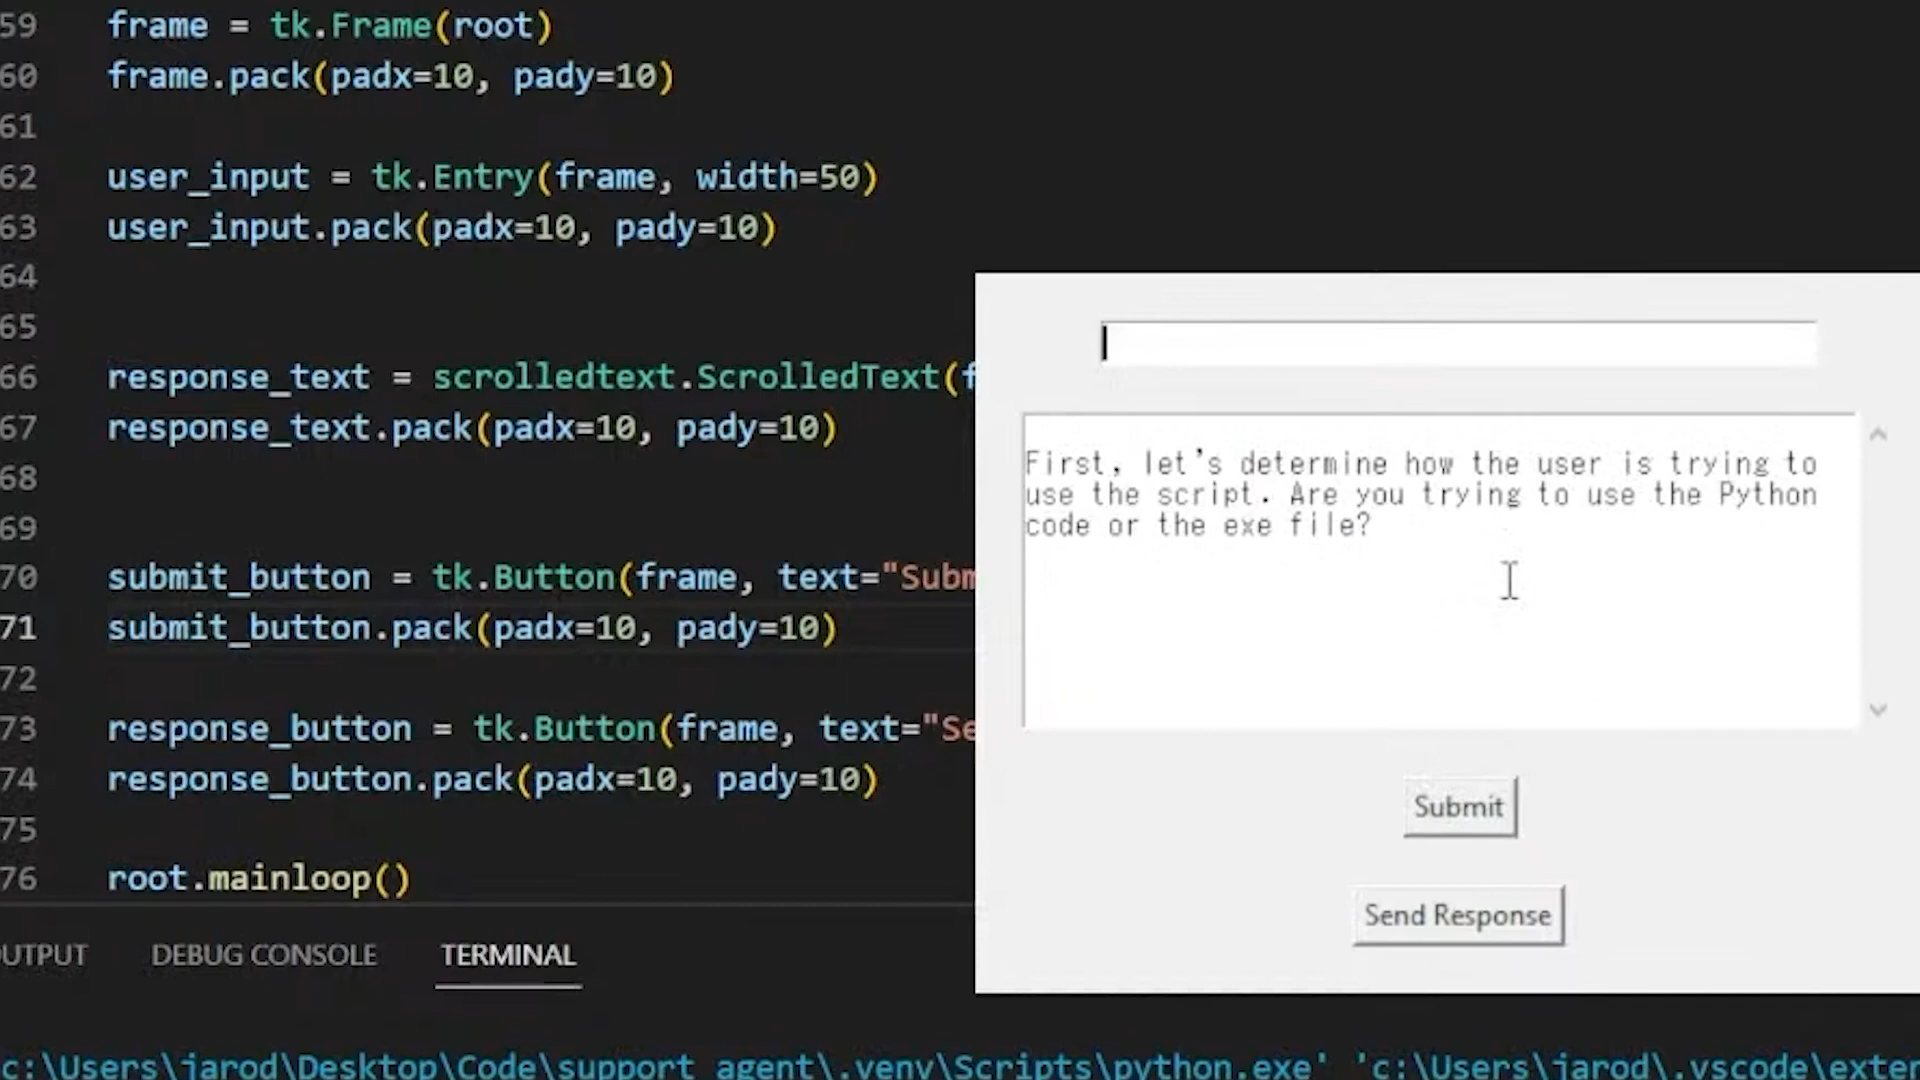 59 frame = tk.Frame(root)
60 frame.pack(padx=10, pady=10)
61
62 user_input = tk.Entry(frame, width=50)
63 user_input.pack(padx=10, pady=10)
64
65
66 response_text = scrolledtext.ScrolledText(f
67 response_text.pack(padx=10, pady=10)
68
69
70 submit_button = tk.Button(frame, text="Subm
71 submit_button.pack(padx=10, pady=10)
72
73 response_button = tk.Button(frame, text="Se
74 response_button.pack(padx=10, pady=10)
75
76 root.mainloop()
First, let's determine how the user is trying to
use the script. Are you trying to use the Python
code or the exe file?
Submit
Send Response
UTPUT DEBUG CONSOLE TERMINAL
c:\Users\jarod\Desktop\Code\support_agent\.venv\Scripts\python.exe' 'c:\Users\jarod\.vscode\exten